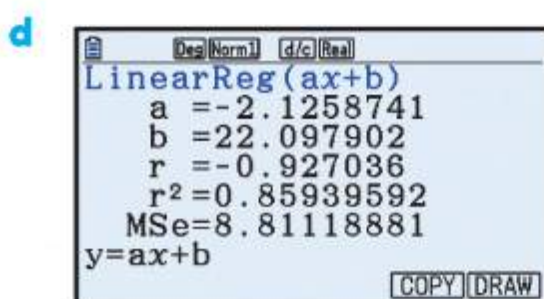 d
Deg Norm1 d/c Real
LinearReg(ax+b)
a =-2.1258741
b =22.097902
r =-0.927036
r²=0.85939592
MSe=8.81118881
y=ax+b
COPY DRAW